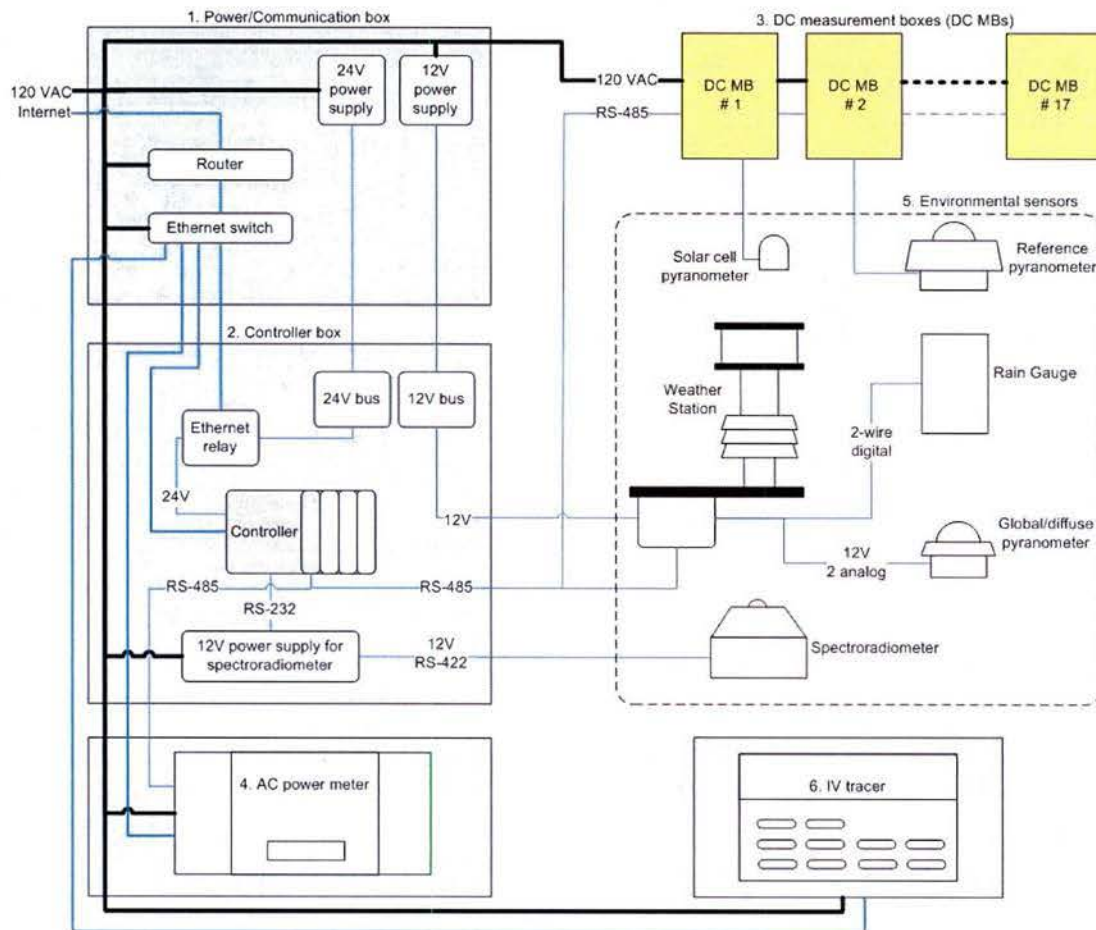 1. Power/Communication box
3. DC measurement boxes (DC MBs)
24V
power
supply
12V
power
supply
120 VAC
Internet
120 VAC
DC MB
# 1
DC MB
# 2
DC MB
# 17
RS-485
Router
Ethernet switch
5. Environmental sensors
Solar cell
pyranometer
Reference
pyranometer
2. Controller box
24V bus
12V bus
Ethernet
relay
Weather
Station
Rain Gauge
2-wire
digital
24V
Controller
12V
Global/diffuse
pyranometer
12V
2 analog
RS-485
RS-485
RS-232
12V power supply for
spectroradiometer
12V
RS-422
Spectroradiometer
4. AC power meter
6. IV tracer